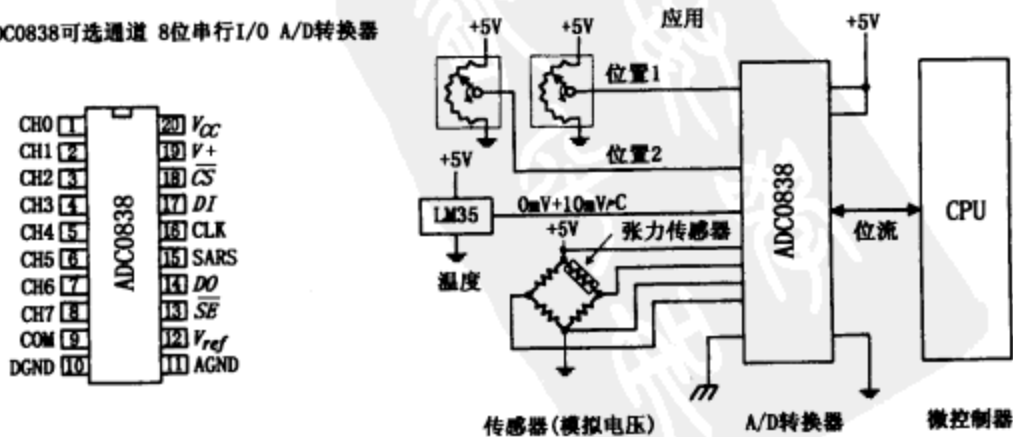 DC0838可选通道 8位串行I/O A/D转换器
CH0 1
CH1 2
CH2 3
CH3 4
CH4 5
CH5 6
CH6 7
CH7 8
COM 9
DGND 10
ADC0838
20 VCC
19 V+
18 CS
17 DI
16 CLK
15 SARS
14 DO
13 SE
12 Vref
11 AGND
应用
+5V
+5V
+5V
位置1
位置2
+5V
LM35
0mV+10mV/°C
温度
+5V
张力传感器
ADC0838
位流
CPU
传感器(模拟电压)
A/D转换器
微控制器